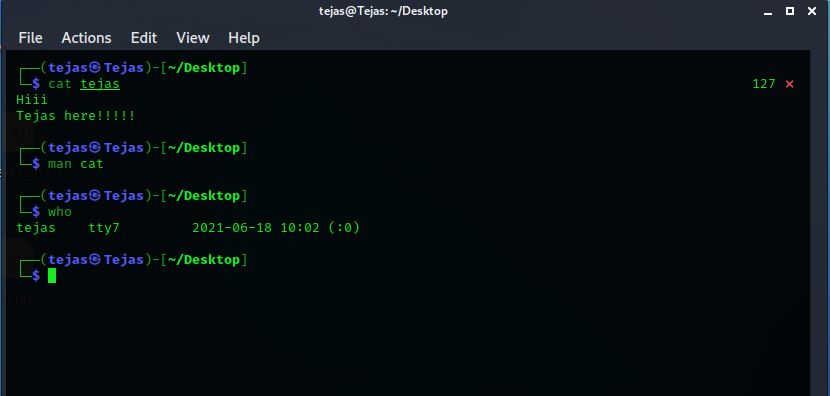 tejas@Tejas: ~/Desktop
File Actions Edit View Help
┌──(tejas㉿Tejas)-[~/Desktop]
└─$ cat tejas 127 ⨯
Hiii
Tejas here!!!!!
┌──(tejas㉿Tejas)-[~/Desktop]
└─$ man cat
┌──(tejas㉿Tejas)-[~/Desktop]
└─$ who
tejas    tty7         2021-06-18 10:02 (:0)
┌──(tejas㉿Tejas)-[~/Desktop]
└─$